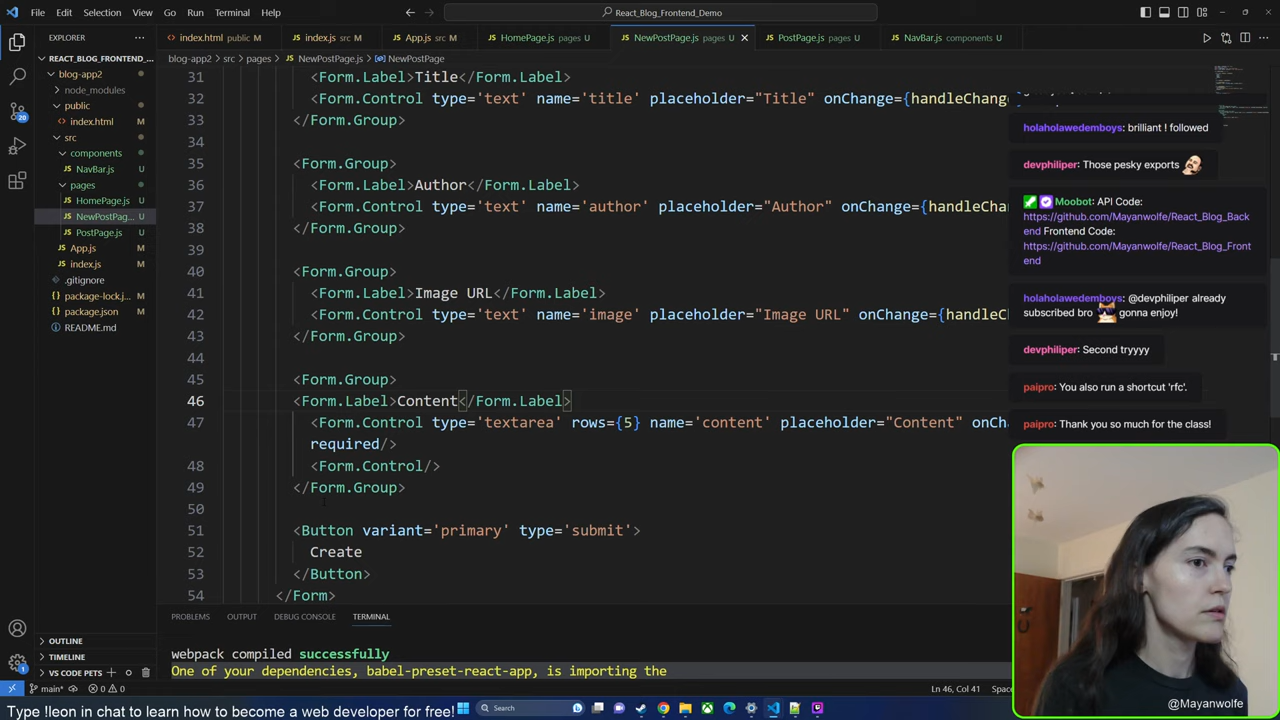 File Edit Selection View Go Run Terminal Help
React_Blog_Frontend_Demo
EXPLORER
index.html public M
index.js src M
App.js M
HomePage.js pages U
NewPostPage.js pages U
PostPage.js pages U
NavBar.js components U
REACT_BLOG_FRONTEND_...
blog-app2
node_modules
public
index.html M
src
components
NavBar.js U
pages
HomePage.js U
NewPostPag... U
PostPage.js U
App.js M
index.js M
.gitignore
package-lock.j... M
package.json M
README.md
OUTLINE
TIMELINE
VS CODE PETS
20
1
blog-app2 > src > pages > NewPostPage.js > NewPostPage
31 <Form.Label>Title</Form.Label>
32 <Form.Control type='text' name='title' placeholder="Title" onChange={handleChang
33 </Form.Group>
34
35 <Form.Group>
36 <Form.Label>Author</Form.Label>
37 <Form.Control type='text' name='author' placeholder="Author" onChange={handleCha
38 </Form.Group>
39
40 <Form.Group>
41 <Form.Label>Image URL</Form.Label>
42 <Form.Control type='text' name='image' placeholder="Image URL" onChange={handleCh
43 </Form.Group>
44
45 <Form.Group>
46 <Form.Label>Content</Form.Label>
47 <Form.Control type='textarea' rows={5} name='content' placeholder="Content" onCh
required/>
48 <Form.Control/>
49 </Form.Group>
50
51 <Button variant='primary' type='submit'>
52 Create
53 </Button>
54 </Form>
PROBLEMS OUTPUT DEBUG CONSOLE TERMINAL
webpack compiled successfully
One of your dependencies, babel-preset-react-app, is importing the
main* 0 0
Ln 46, Col 41 Spac
holaholawedemboys: brilliant ! followed
devphiliper: Those pesky exports
Moobot: API Code:
https://github.com/Mayanwolfe/React_Blog_Back
end Frontend Code:
https://github.com/Mayanwolfe/React_Blog_Front
end
holaholawedemboys: @devphiliper already
subscribed bro gonna enjoy!
devphiliper: Second tryyyy
paipro: You also run a shortcut 'rfc'.
paipro: Thank you so much for the class!
@Mayanwolfe
Type !leon in chat to learn how to become a web developer for free!
Search